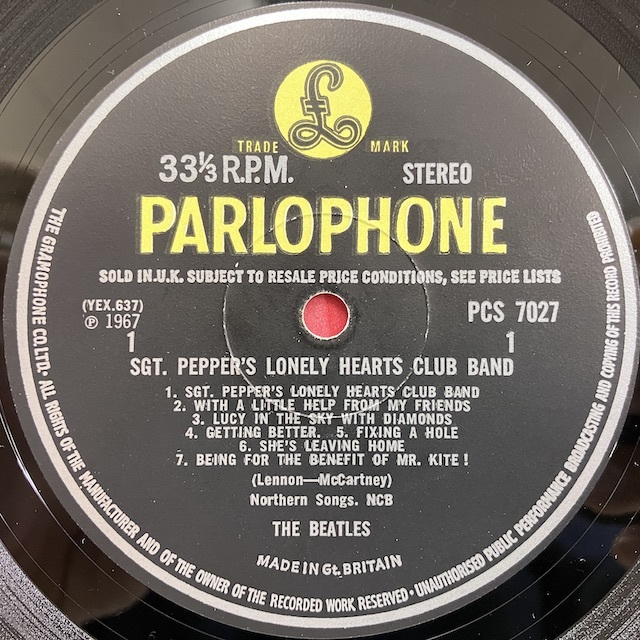 £
TRADE MARK
33⅓ R.P.M. STEREO
PARLOPHONE
SOLD IN U.K. SUBJECT TO RESALE PRICE CONDITIONS, SEE PRICE LISTS
(YEX.637) PCS 7027
℗ 1967
1 1
SGT. PEPPER'S LONELY HEARTS CLUB BAND
1. SGT. PEPPER'S LONELY HEARTS CLUB BAND
2. WITH A LITTLE HELP FROM MY FRIENDS
3. LUCY IN THE SKY WITH DIAMONDS
4. GETTING BETTER 5. FIXING A HOLE
6. SHE'S LEAVING HOME
7. BEING FOR THE BENEFIT OF MR. KITE !
(Lennon—McCartney)
Northern Songs. NCB
THE BEATLES
MADE IN Gt. BRITAIN
THE GRAMOPHONE CO. LTD · ALL RIGHTS OF THE MANUFACTURER AND OF THE OWNER OF THE RECORDED WORK RESERVED · UNAUTHORISED PUBLIC PERFORMANCE BROADCASTING AND COPYING OF THIS RECORD PROHIBITED